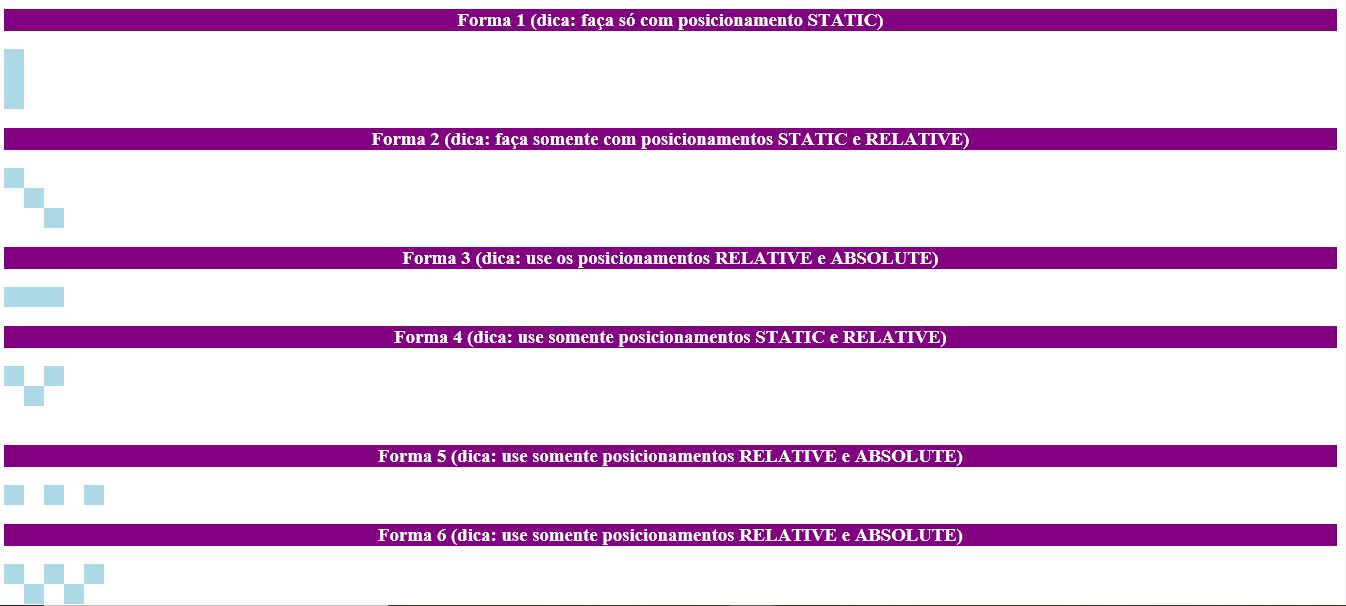 Forma 1 (dica: faça só com posicionamento STATIC)
Forma 2 (dica: faça somente com posicionamentos STATIC e RELATIVE)
Forma 3 (dica: use os posicionamentos RELATIVE e ABSOLUTE)
Forma 4 (dica: use somente posicionamentos STATIC e RELATIVE)
Forma 5 (dica: use somente posicionamentos RELATIVE e ABSOLUTE)
Forma 6 (dica: use somente posicionamentos RELATIVE e ABSOLUTE)